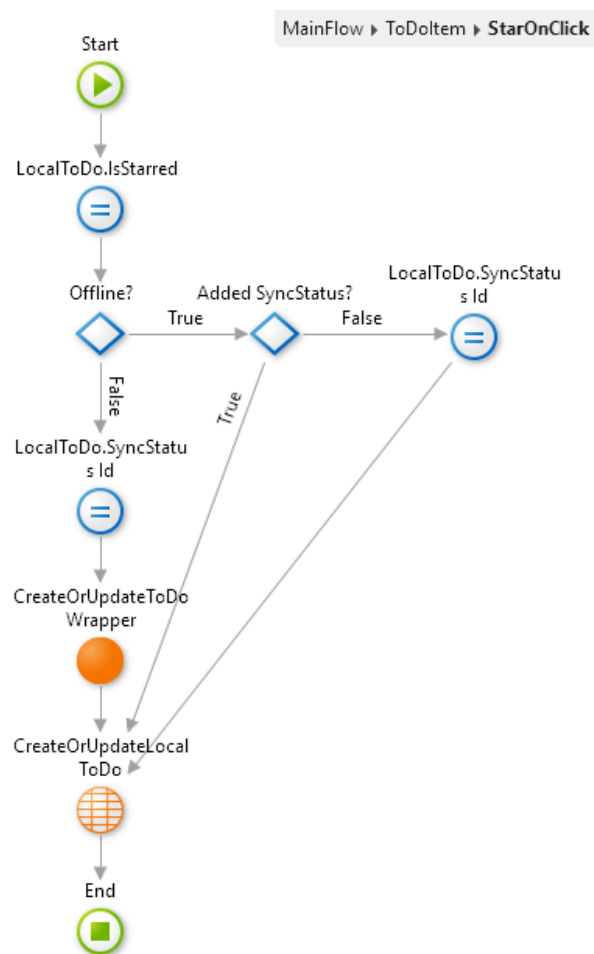 MainFlow ▸ ToDoItem ▸ StarOnClick
Start
LocalToDo.IsStarred
Offline?
True
Added SyncStatus?
False
LocalToDo.SyncStatu
s Id
False
True
LocalToDo.SyncStatu
s Id
CreateOrUpdateToDo
Wrapper
CreateOrUpdateLocal
ToDo
End